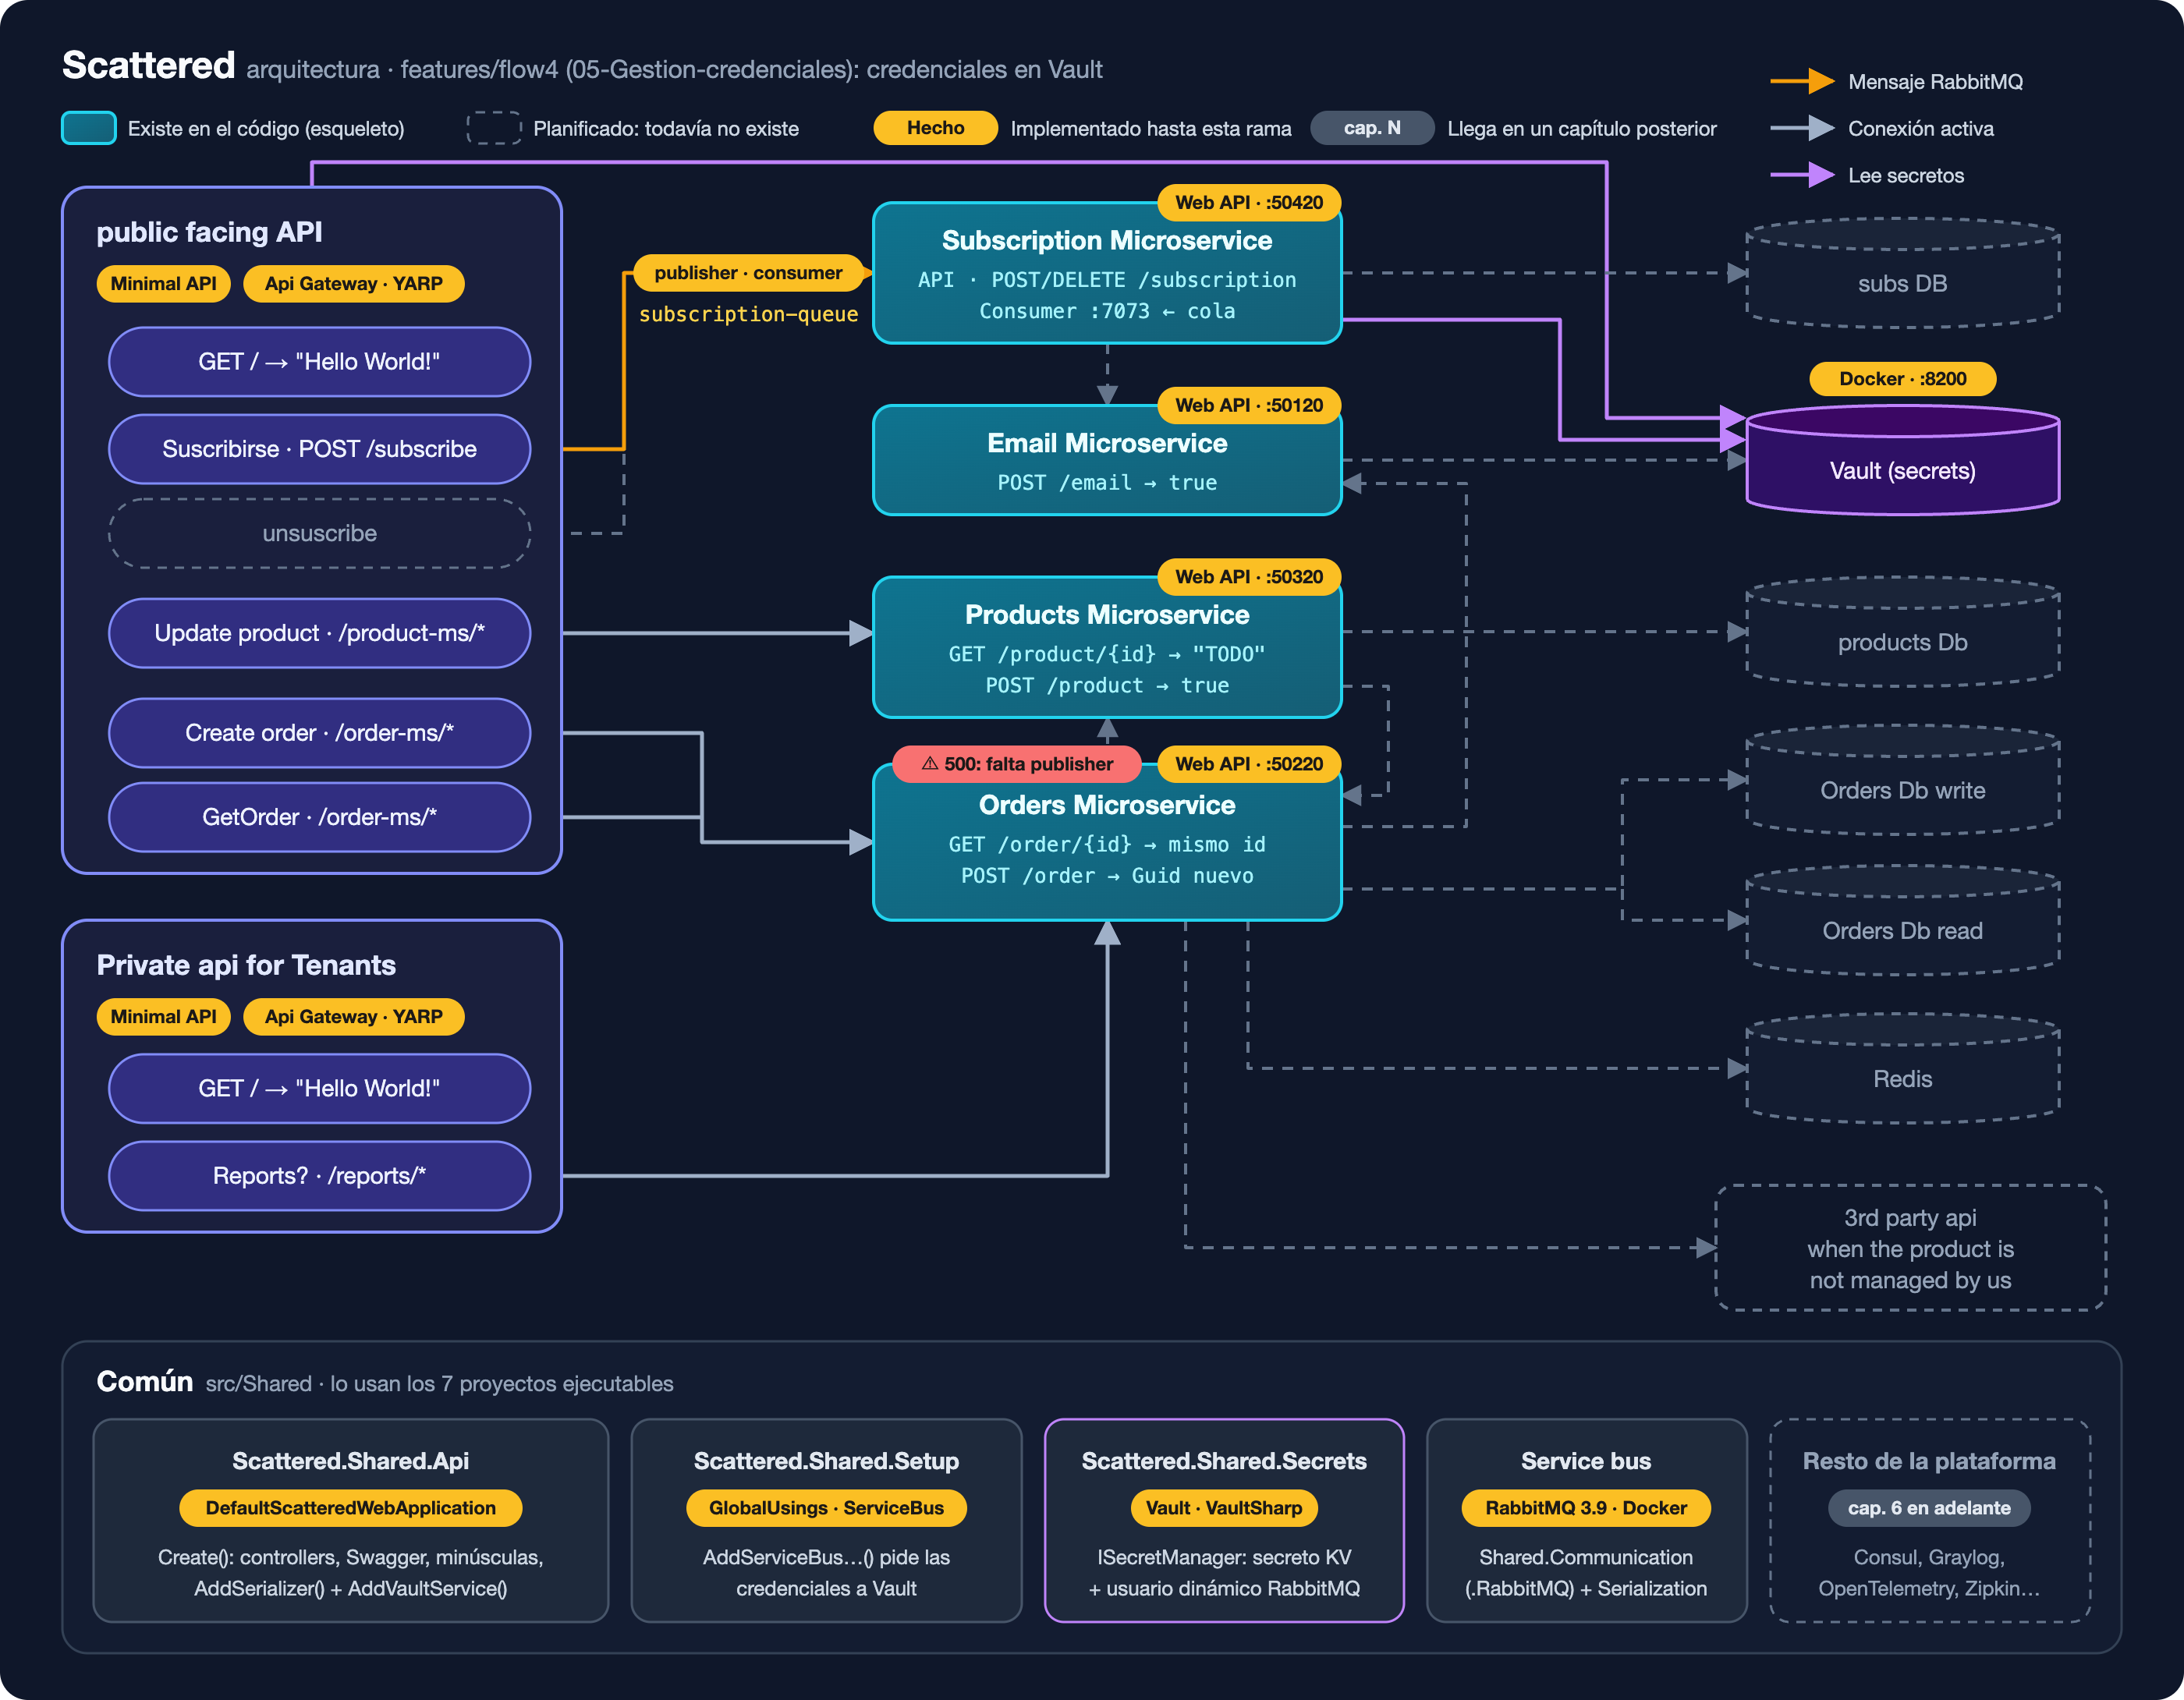 Scattered arquitectura · features/flow4 (05-Gestion-credenciales): credenciales en Vault
Existe en el código (esqueleto)
Planificado: todavía no existe
Hecho
Implementado hasta esta rama
cap. N
Llega en un capítulo posterior
Mensaje RabbitMQ
Conexión activa
Lee secretos
public facing API
Minimal API
Api Gateway · YARP
GET / → "Hello World!"
Suscribirse · POST /subscribe
unsuscribe
Update product · /product-ms/*
Create order · /order-ms/*
GetOrder · /order-ms/*
publisher · consumer
subscription-queue
Web API · :50420
Subscription Microservice
API · POST/DELETE /subscription
Consumer :7073 ← cola
Web API · :50120
Email Microservice
POST /email → true
Web API · :50320
Products Microservice
GET /product/{id} → "TODO"
POST /product → true
⚠ 500: falta publisher
Web API · :50220
Orders Microservice
GET /order/{id} → mismo id
POST /order → Guid nuevo
subs DB
Docker · :8200
Vault (secrets)
products Db
Orders Db write
Orders Db read
Redis
3rd party api
when the product is
not managed by us
Private api for Tenants
Minimal API
Api Gateway · YARP
GET / → "Hello World!"
Reports? · /reports/*
Común src/Shared · lo usan los 7 proyectos ejecutables
Scattered.Shared.Api
DefaultScatteredWebApplication
Create(): controllers, Swagger, minúsculas,
AddSerializer() + AddVaultService()
Scattered.Shared.Setup
GlobalUsings · ServiceBus
AddServiceBus…() pide las
credenciales a Vault
Scattered.Shared.Secrets
Vault · VaultSharp
ISecretManager: secreto KV
+ usuario dinámico RabbitMQ
Service bus
RabbitMQ 3.9 · Docker
Shared.Communication
(.RabbitMQ) + Serialization
Resto de la plataforma
cap. 6 en adelante
Consul, Graylog,
OpenTelemetry, Zipkin…